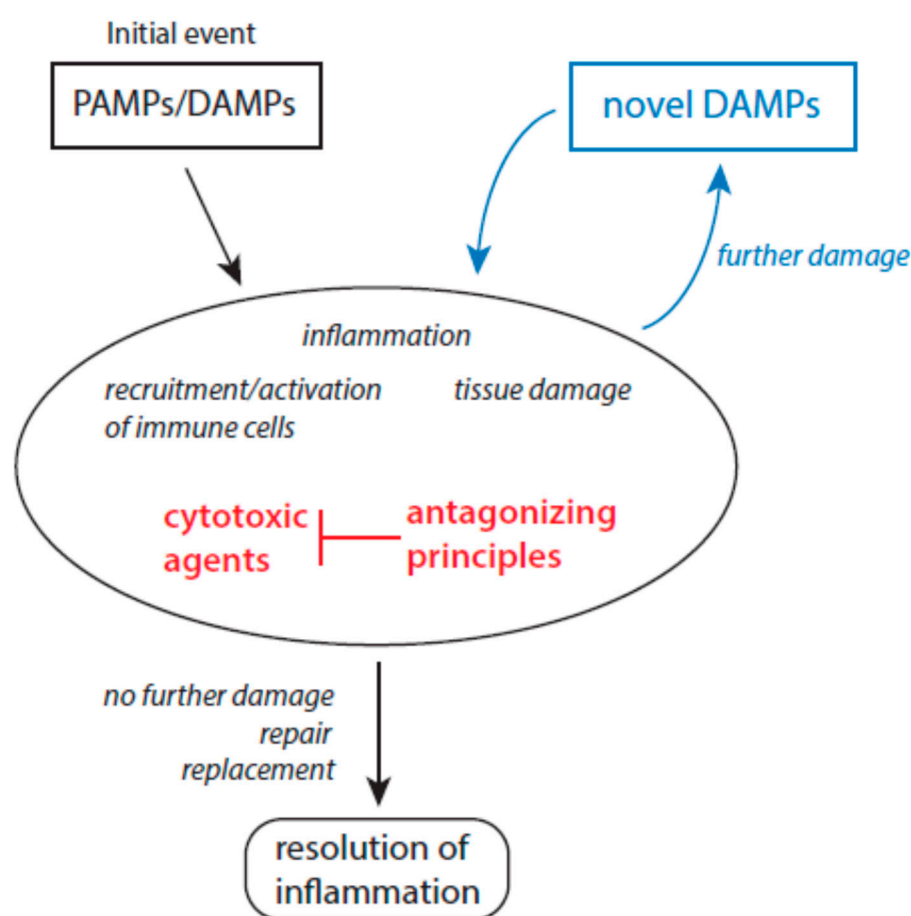 Initial event
PAMPs/DAMPs
novel DAMPs
further damage
inflammation
recruitment/activation
of immune cells
tissue damage
cytotoxic
agents
antagonizing
principles
no further damage
repair
replacement
resolution of
inflammation